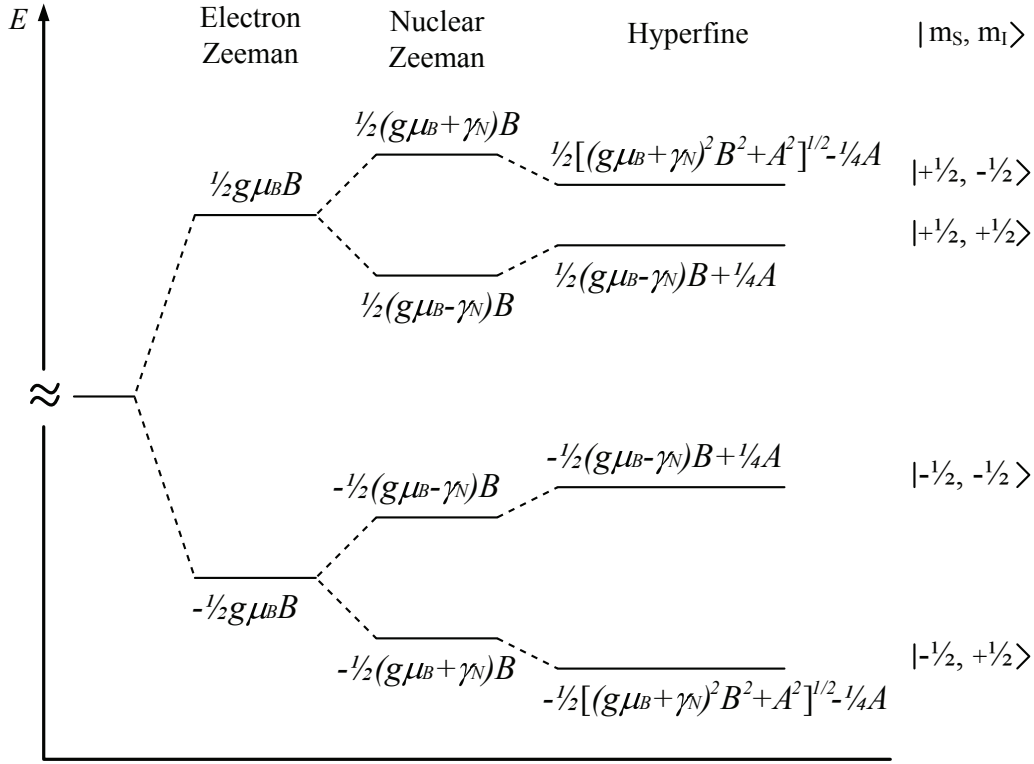 E
Electron
Zeeman
Nuclear
Zeeman
Hyperfine
|mS, mI⟩
½(gμB+γN)B
½[(gμB+γN)²B²+A²]^1/2-¼A
|+½, -½⟩
½gμBB
|+½, +½⟩
½(gμB-γN)B
½(gμB-γN)B+¼A
≈
-½(gμB-γN)B
-½(gμB-γN)B+¼A
|-½, -½⟩
-½gμBB
-½(gμB+γN)B
|-½, +½⟩
-½[(gμB+γN)²B²+A²]^1/2-¼A